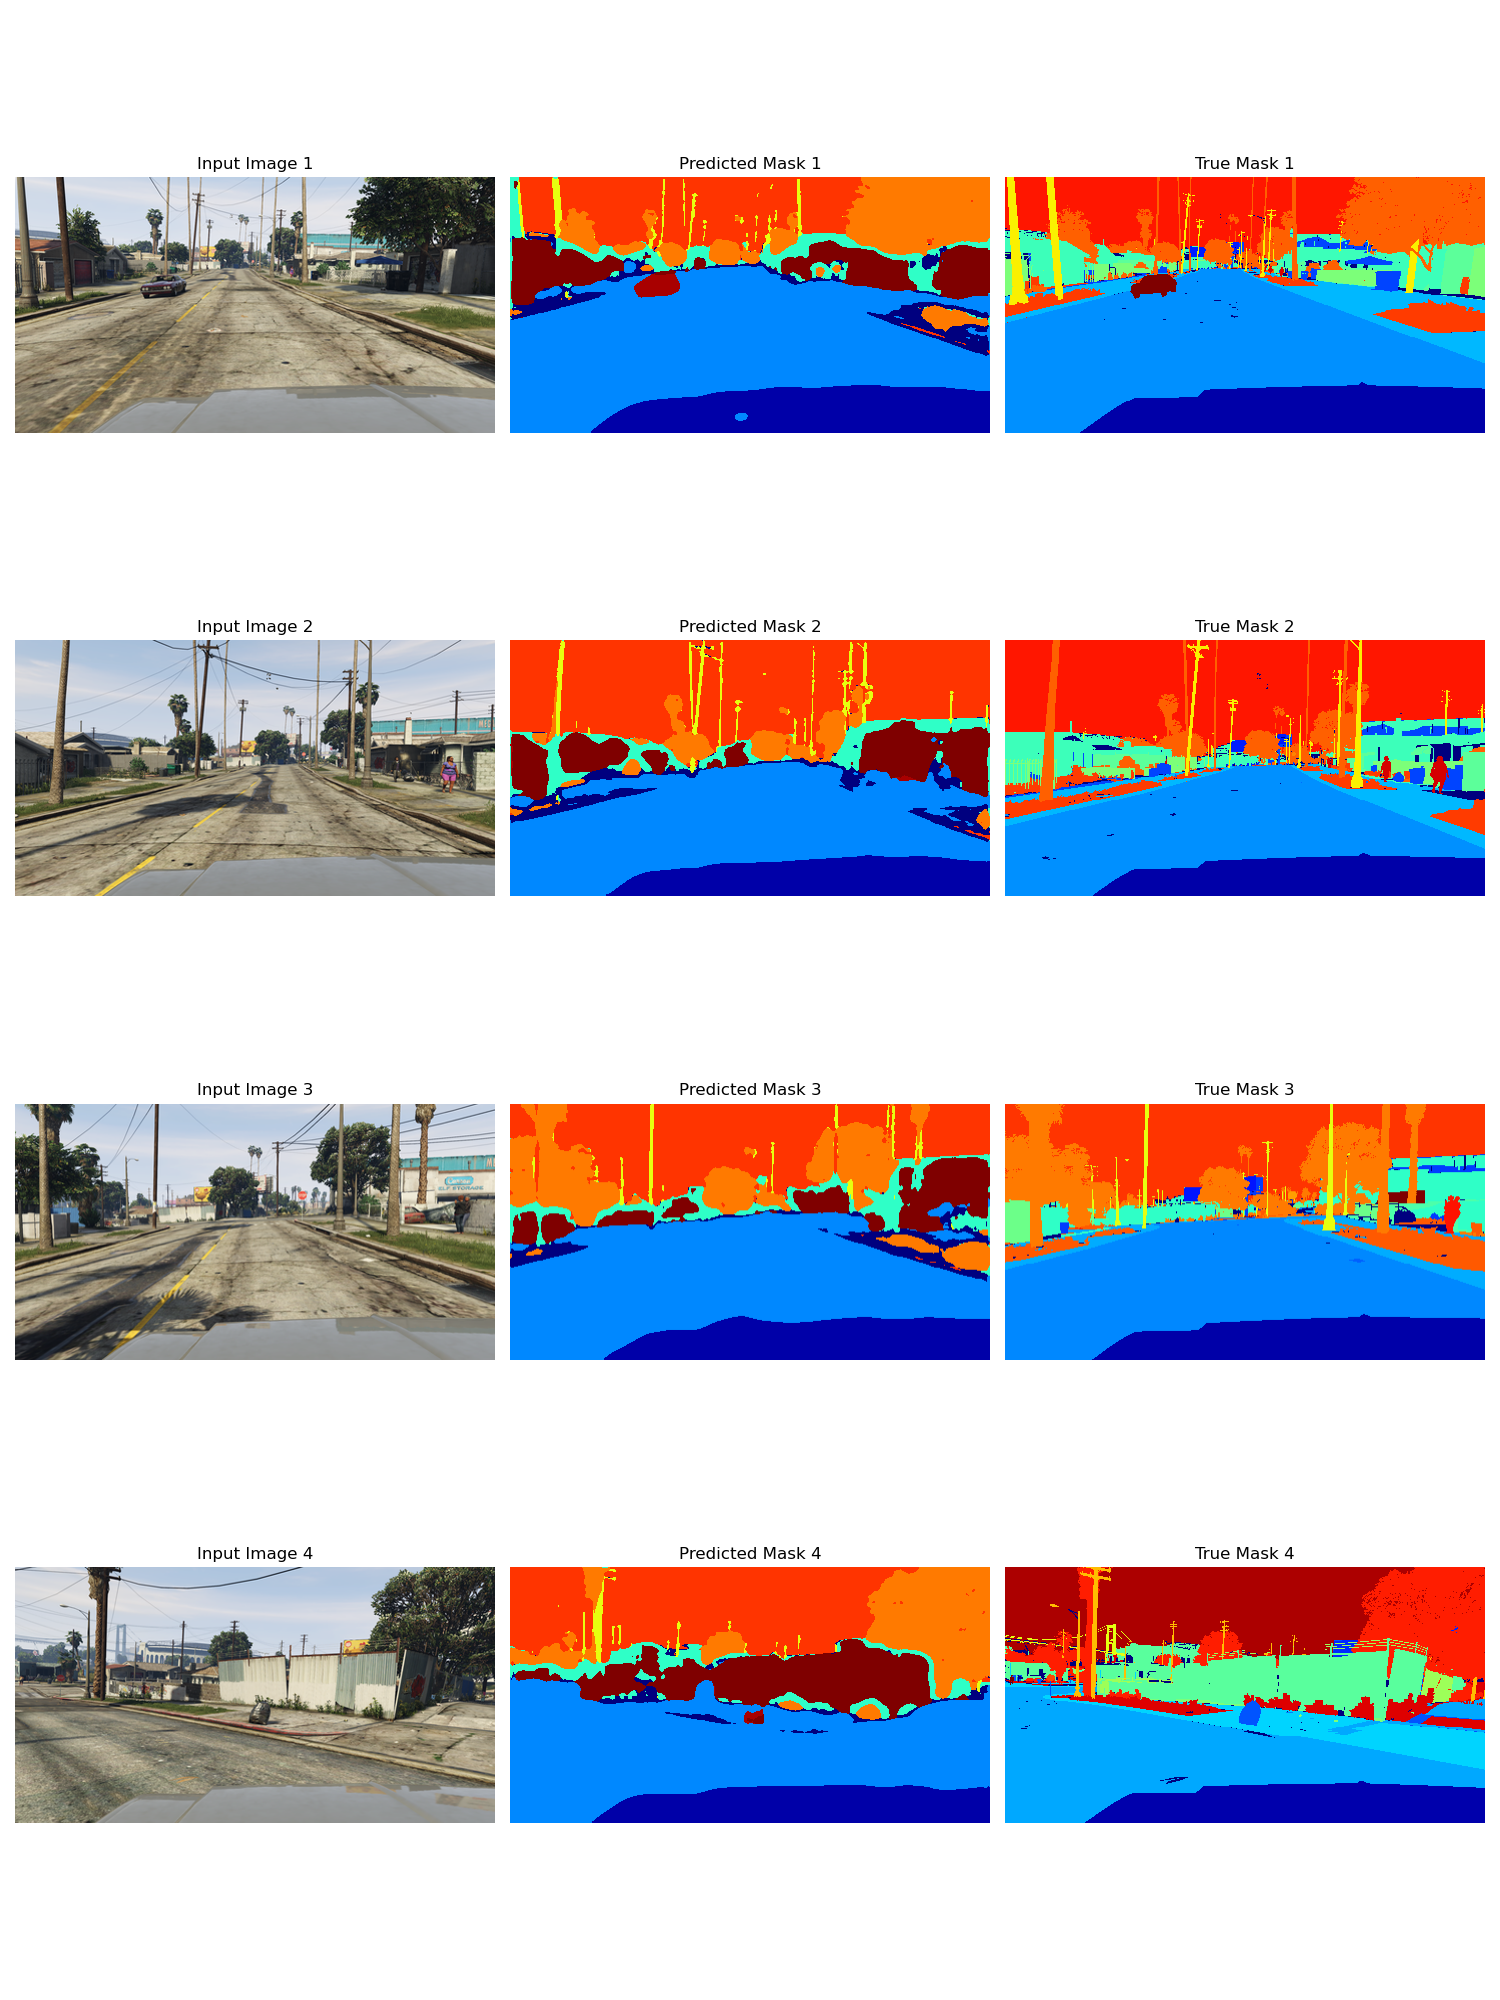 Input Image 1
Predicted Mask 1
True Mask 1
Input Image 2
Predicted Mask 2
True Mask 2
Input Image 3
Predicted Mask 3
True Mask 3
Input Image 4
Predicted Mask 4
True Mask 4